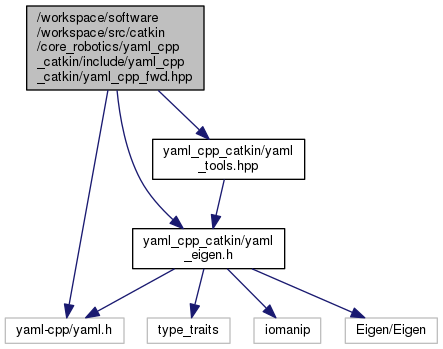 /workspace/software
/workspace/src/catkin
/core_robotics/yaml_cpp
_catkin/include/yaml_cpp
_catkin/yaml_cpp_fwd.hpp
yaml_cpp_catkin/yaml
_tools.hpp
yaml_cpp_catkin/yaml
_eigen.h
yaml-cpp/yaml.h
type_traits
iomanip
Eigen/Eigen